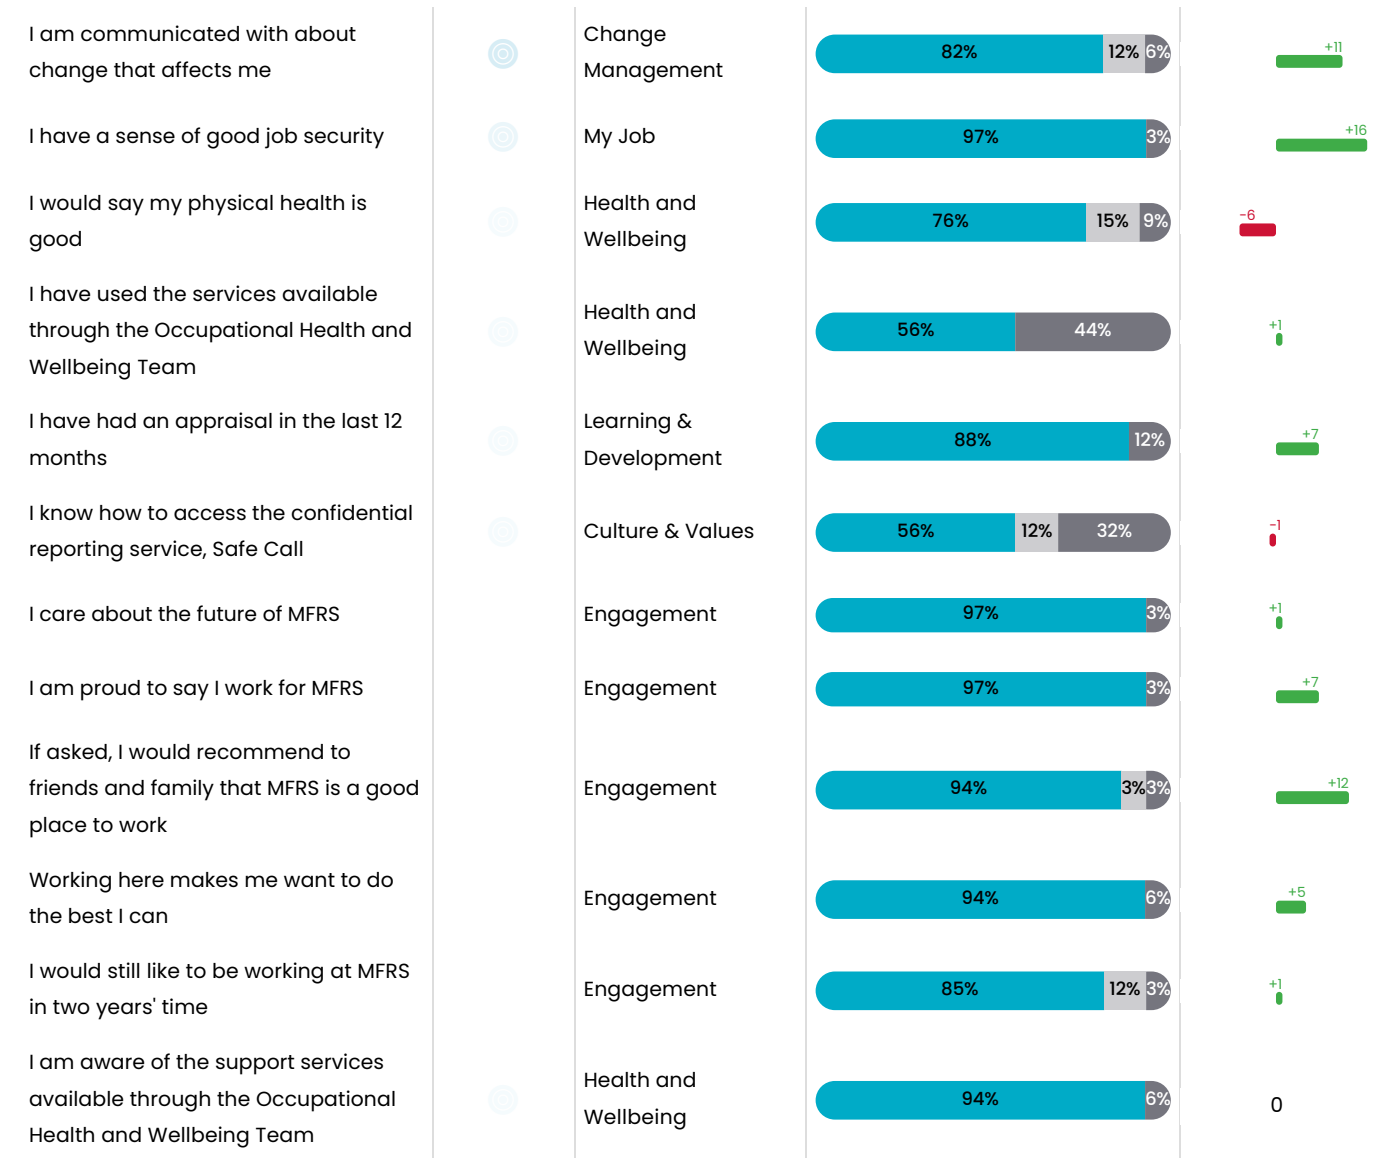 I am communicated with about
change that affects me
Change
Management
82% 12% 6%
+11
I have a sense of good job security
My Job
97% 3%
+16
I would say my physical health is
good
Health and
Wellbeing
76% 15% 9%
-6
I have used the services available
through the Occupational Health and
Wellbeing Team
Health and
Wellbeing
56% 44%
+1
I have had an appraisal in the last 12
months
Learning &
Development
88% 12%
+7
I know how to access the confidential
reporting service, Safe Call
Culture & Values
56% 12% 32%
-1
I care about the future of MFRS
Engagement
97% 3%
+1
I am proud to say I work for MFRS
Engagement
97% 3%
+7
If asked, I would recommend to
friends and family that MFRS is a good
place to work
Engagement
94% 3% 3%
+12
Working here makes me want to do
the best I can
Engagement
94% 6%
+5
I would still like to be working at MFRS
in two years' time
Engagement
85% 12% 3%
+1
I am aware of the support services
available through the Occupational
Health and Wellbeing Team
Health and
Wellbeing
94% 6%
0